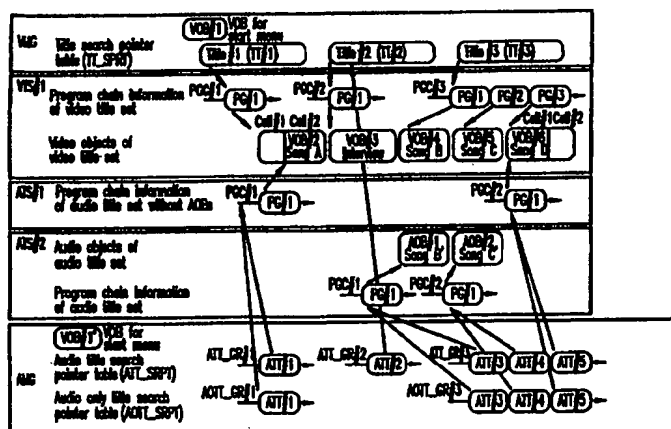 VMG
VOB#1 VOB for start menu
Title search pointer table (TT_SPRT)
Title #1 (TT#1)
Title #2 (TT#2)
Title #3 (TT#3)
VTS#1
Program chain information of video title set
PGC#1 PG#1
PGC#2 PG#1
PGC#3 PG#1 PG#2 PG#3
Video objects of video title set
Cell#1 Cell#2
VOB#2 Song A
VOB#3 Interview
VOB#4 Song B
VOB#5 Song C
Cell#1 Cell#2
VOB#6 Song D
ATS#1
Program chain information of audio title set without AOBs
PGC#1 PG#1
PGC#2 PG#1
ATS#2
Audio objects of audio title set
AOB#1 Song B'
AOB#2 Song C'
Program chain information of audio title set
PGC#1 PG#1
PGC#2 PG#1
AMG
VOB#1' VOB for start menu
Audio title search pointer table (ATT_SRPT)
ATT_GR#1 ATT#1
ATT_GR#2 ATT#2
ATT_GR#3 ATT#3 ATT#4 ATT#5
Audio only title search pointer table (AOTT_SRPT)
AOTT_GR#1 ATT#1
AOTT_GR#3 ATT#3 ATT#4 ATT#5